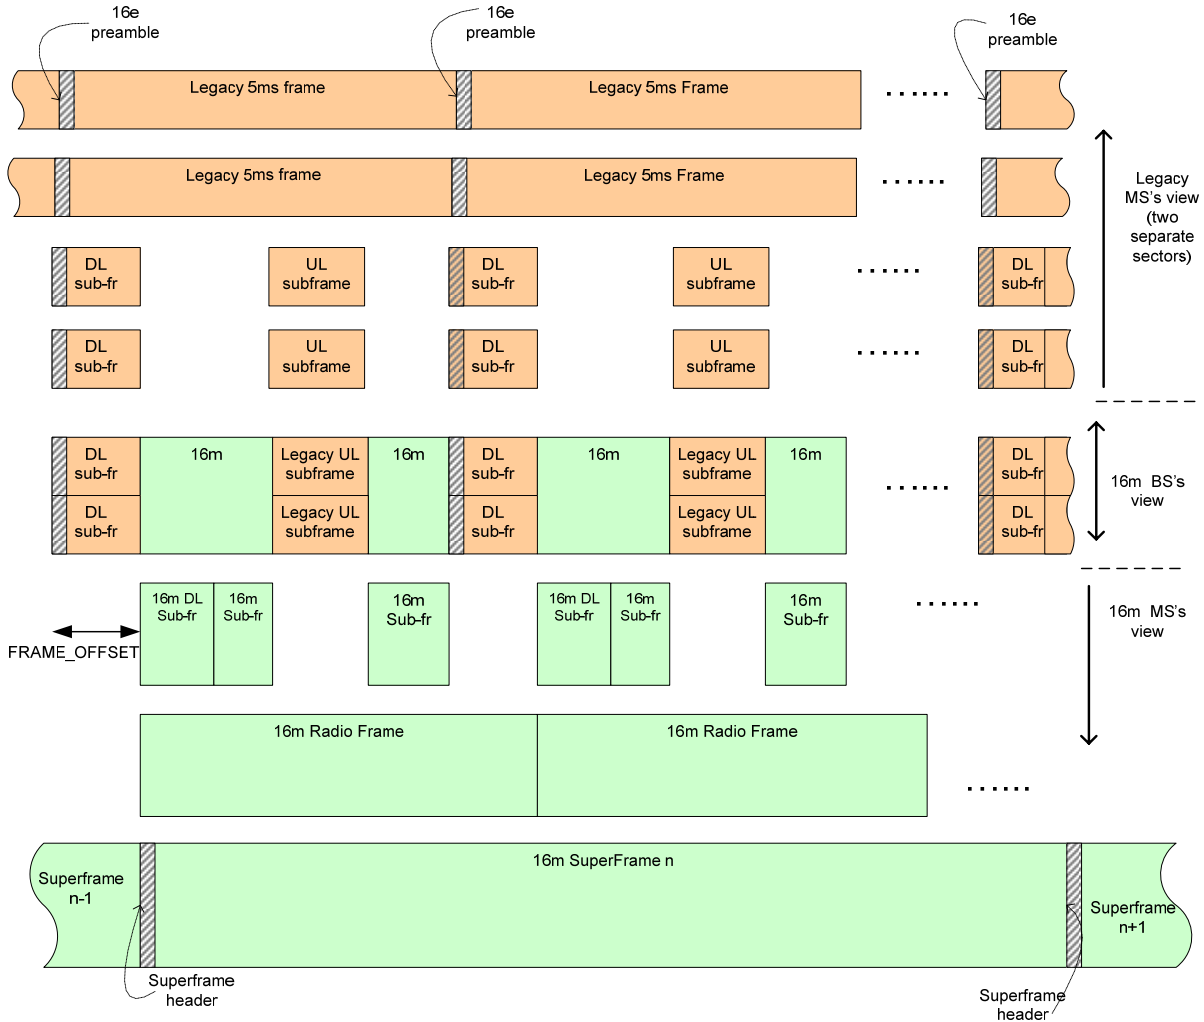 16e
preamble
16e
preamble
16e
preamble
Legacy 5ms frame
Legacy 5ms Frame
Legacy 5ms frame
Legacy 5ms Frame
Legacy
MS's view
(two
separate
sectors)
DL
sub-fr
UL
subframe
DL
sub-fr
UL
subframe
DL
sub-fr
DL
sub-fr
UL
subframe
DL
sub-fr
UL
subframe
DL
sub-fr
DL
sub-fr
16m
Legacy UL
subframe
16m
DL
sub-fr
16m
Legacy UL
subframe
16m
DL
sub-fr
16m BS's
view
DL
sub-fr
Legacy UL
subframe
DL
sub-fr
Legacy UL
subframe
DL
sub-fr
16m DL
Sub-fr
16m
Sub-fr
16m
Sub-fr
16m DL
Sub-fr
16m
Sub-fr
16m
Sub-fr
16m MS's
view
FRAME_OFFSET
16m Radio Frame
16m Radio Frame
16m SuperFrame n
Superframe
n-1
Superframe
n+1
Superframe
header
Superframe
header